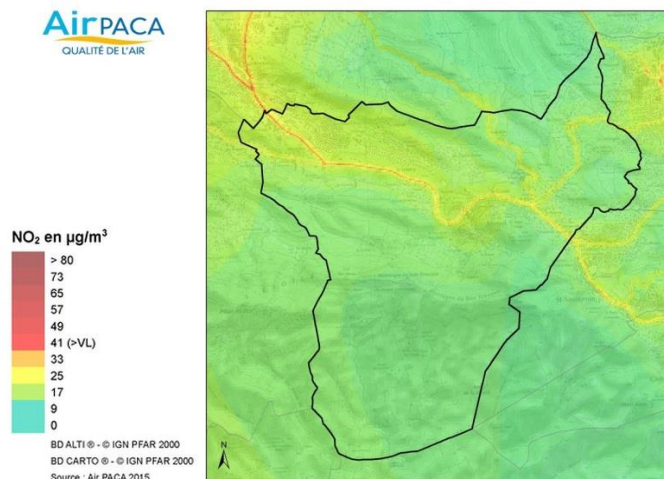 AirPACA
QUALITÉ DE L'AIR
NO₂ en µg/m³
> 80
73
65
57
49
41 (>VL)
33
25
17
9
0
BD ALTI ® - © IGN PFAR 2000
BD CARTO ® - © IGN PFAR 2000
Source : Air PACA 2015
N